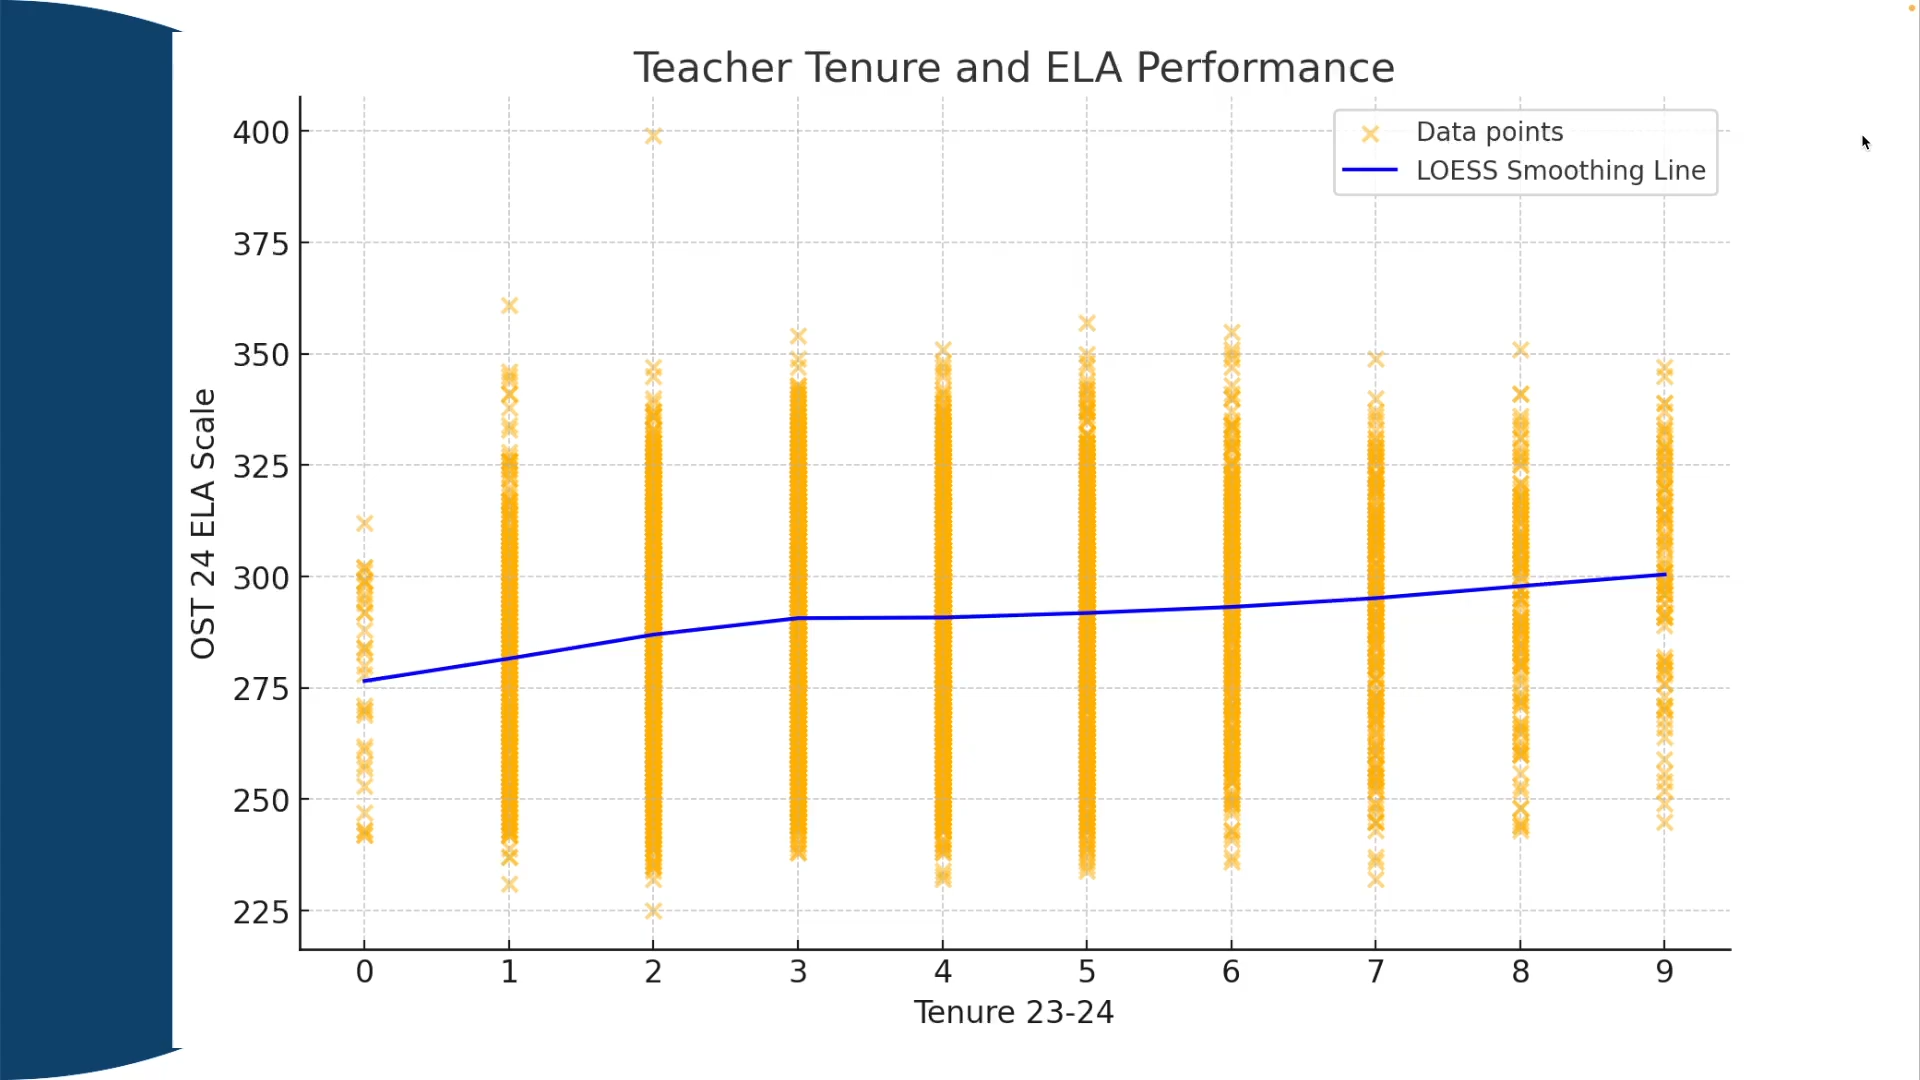 Teacher Tenure and ELA Performance
Data points
LOESS Smoothing Line
OST 24 ELA Scale
400
375
350
325
300
275
250
225
0 1 2 3 4 5 6 7 8 9
Tenure 23-24